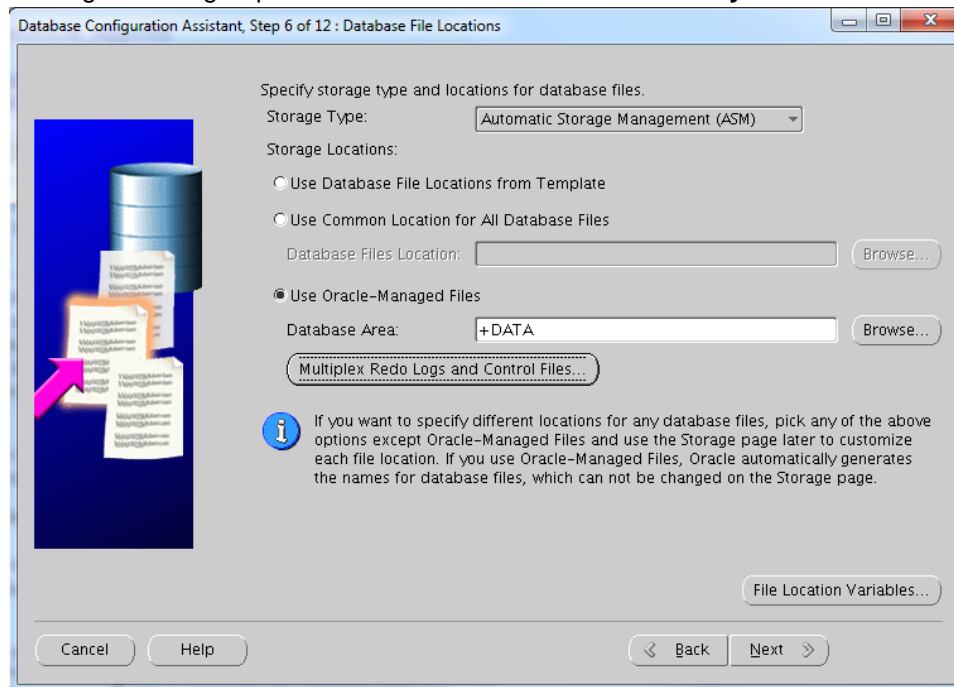 Database Configuration Assistant, Step 6 of 12 : Database File Locations
Specify storage type and locations for database files.
Storage Type: Automatic Storage Management (ASM)
Storage Locations:
Use Database File Locations from Template
Use Common Location for All Database Files
Database Files Location: Browse...
Use Oracle-Managed Files
Database Area: +DATA Browse...
Multiplex Redo Logs and Control Files...
If you want to specify different locations for any database files, pick any of the above
options except Oracle-Managed Files and use the Storage page later to customize
each file location. If you use Oracle-Managed Files, Oracle automatically generates
the names for database files, which can not be changed on the Storage page.
File Location Variables...
Cancel Help Back Next